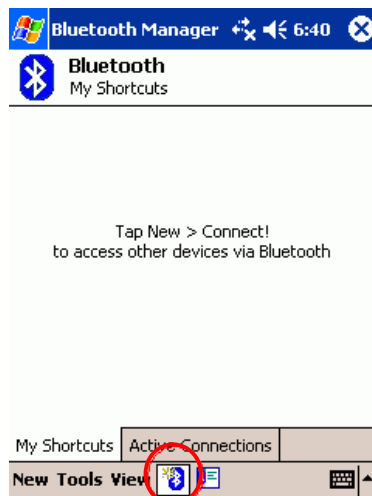 Bluetooth Manager 6:40
Bluetooth
My Shortcuts
Tap New > Connect!
to access other devices via Bluetooth
My Shortcuts Active Connections
New Tools View